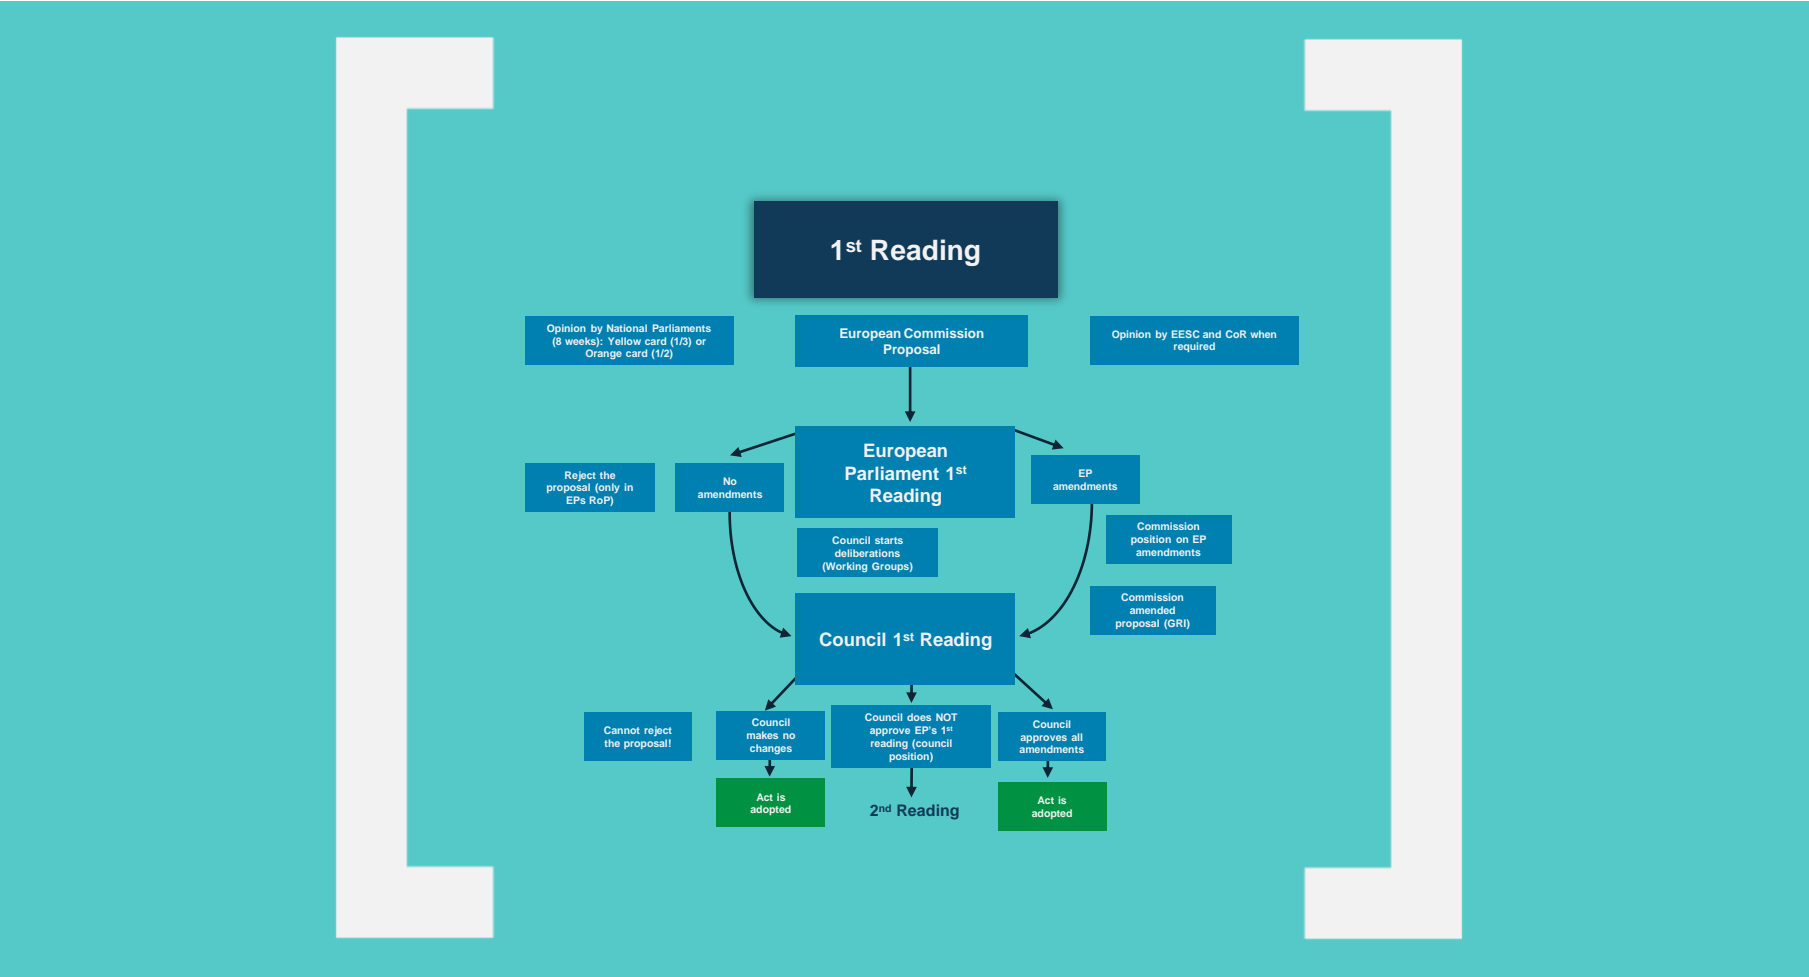 1st Reading
Opinion by National Parliaments
(8 weeks): Yellow card (1/3) or
Orange card (1/2)
European Commission
Proposal
Opinion by EESC and CoR when
required
European
Parliament 1st
Reading
Reject the
proposal (only in
EPs RoP)
No
amendments
EP
amendments
Council starts
deliberations
(Working Groups)
Commission
position on EP
amendments
Commission
amended
proposal (GRI)
Council 1st Reading
Cannot reject
the proposal!
Council
makes no
changes
Council does NOT
approve EP's 1st
reading (council
position)
Council
approves all
amendments
Act is
adopted
2nd Reading
Act is
adopted